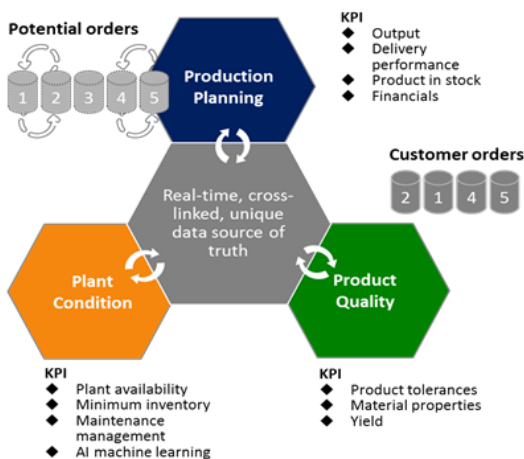 Potential orders
1 2 3 4 5
Production
Planning
KPI
◆ Output
◆ Delivery
performance
◆ Product in stock
◆ Financials
Customer orders
2 1 4 5
Real-time, cross-
linked, unique
data source of
truth
Plant
Condition
Product
Quality
KPI
◆ Plant availability
◆ Minimum inventory
◆ Maintenance
management
◆ AI machine learning
KPI
◆ Product tolerances
◆ Material properties
◆ Yield